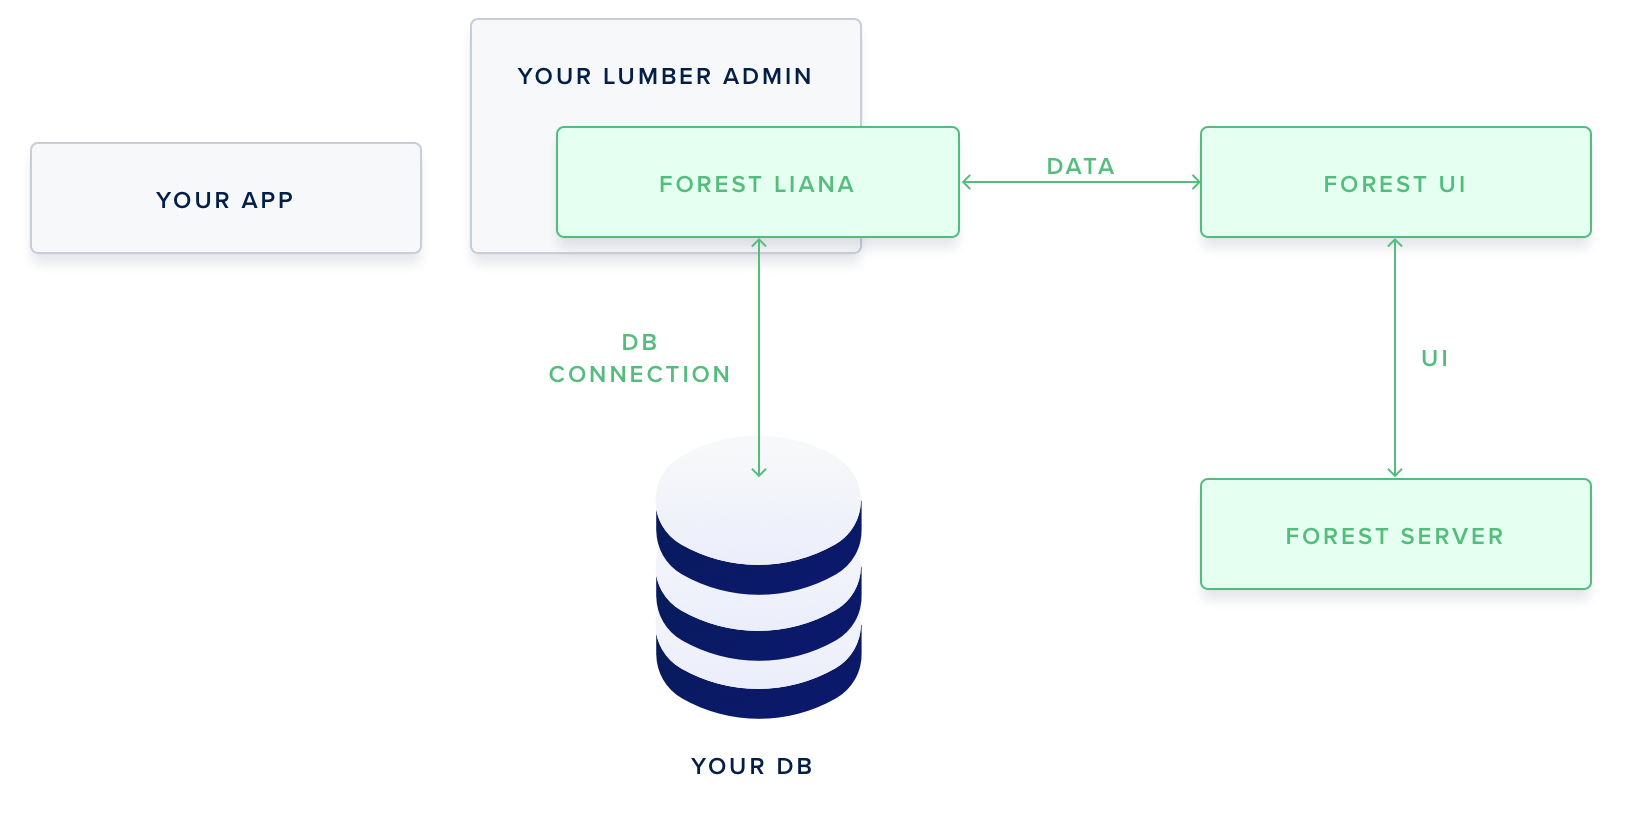 YOUR LUMBER ADMIN
YOUR APP
FOREST LIANA
DATA
FOREST UI
DB
CONNECTION
UI
FOREST SERVER
YOUR DB